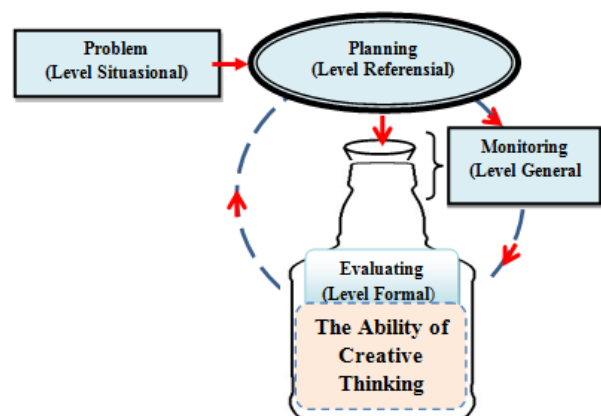 Problem
(Level Situasional)
Planning
(Level Referensial)
Monitoring
(Level General
Evaluating
(Level Formal)
The Ability of
Creative
Thinking